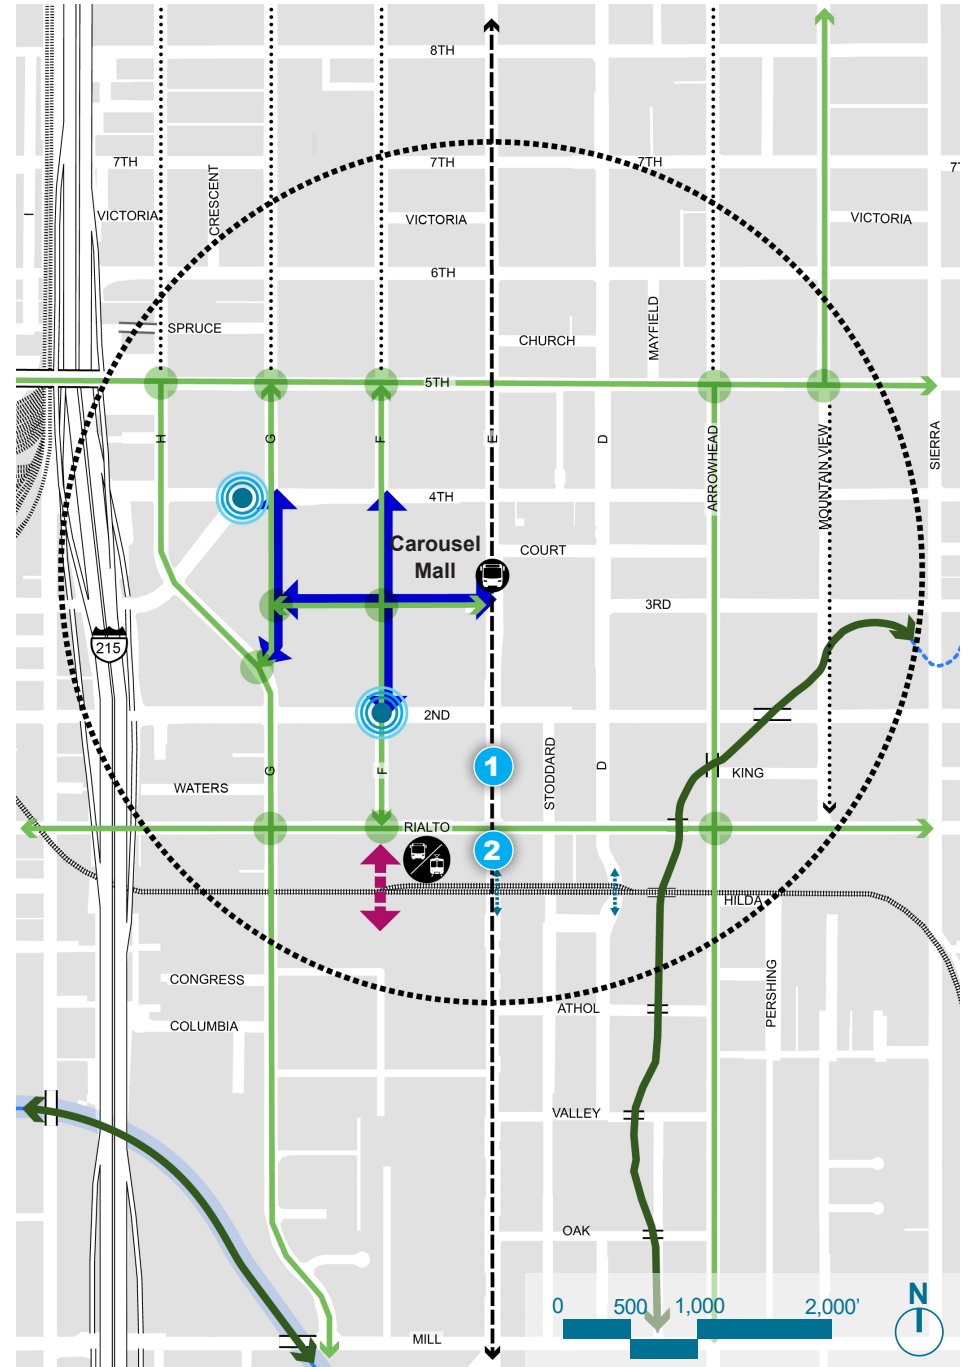 8TH
7TH
7TH
7TH
7T
CRESCENT
I
VICTORIA
VICTORIA
VICTORIA
6TH
SPRUCE
MAYFIELD
CHURCH
5TH
H
G
F
E
D
ARROWHEAD
MOUNTAIN VIEW
SIERRA
4TH
Carousel
Mall
COURT
3RD
215
2ND
G
F
STODDARD
D
1
KING
WATERS
RIALTO
2
HILDA
CONGRESS
PERSHING
ATHOL
COLUMBIA
VALLEY
OAK
0 500 1,000 2,000'
N
MILL